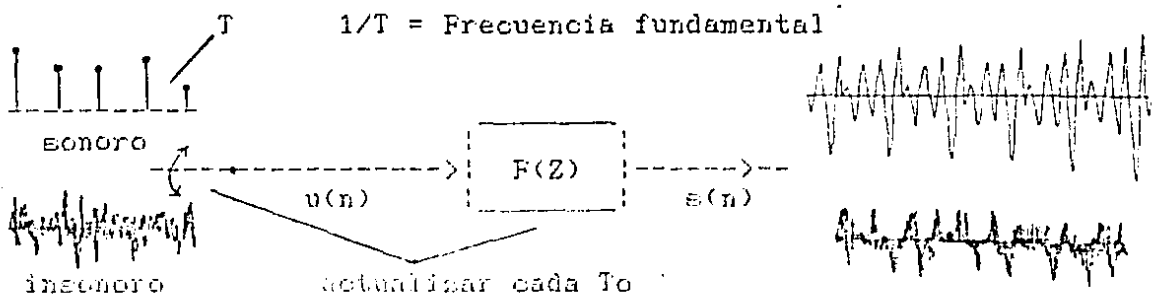 T 1/T = Frecuencia fundamental
sonoro
F(Z)
u(n) s(n)
insonoro actualizar cada To